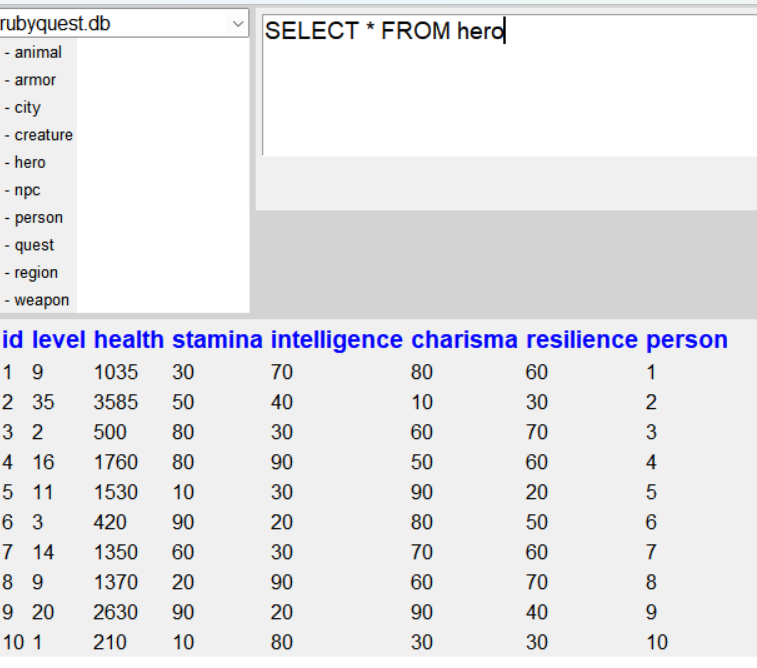 rubyquest.db
- animal
- armor
- city
- creature
- hero
- npc
- person
- quest
- region
- weapon
SELECT * FROM hero
id level health stamina intelligence charisma resilience person
1 9 1035 30 70 80 60 1
2 35 3585 50 40 10 30 2
3 2 500 80 30 60 70 3
4 16 1760 80 90 50 60 4
5 11 1530 10 30 90 20 5
6 3 420 90 20 80 50 6
7 14 1350 60 30 70 60 7
8 9 1370 20 90 60 70 8
9 20 2630 90 20 90 40 9
10 1 210 10 80 30 30 10